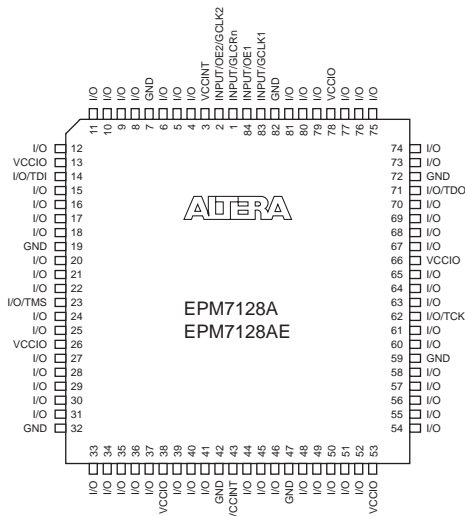 I/O 11
I/O 10
I/O 9
I/O 8
GND 7
I/O 6
I/O 5
I/O 4
VCCINT 3
INPUT/OE2/GCLK2 2
INPUT/GLCRn 1
INPUT/OE1 84
INPUT/GCLK1 83
GND 82
I/O 81
I/O 80
I/O 79
VCCIO 78
I/O 77
I/O 76
I/O 75
I/O 12
VCCIO 13
I/O/TDI 14
I/O 15
I/O 16
I/O 17
I/O 18
GND 19
I/O 20
I/O 21
I/O 22
I/O/TMS 23
I/O 24
I/O 25
VCCIO 26
I/O 27
I/O 28
I/O 29
I/O 30
I/O 31
GND 32
ALTERA
EPM7128A
EPM7128AE
74 I/O
73 I/O
72 GND
71 I/O/TDO
70 I/O
69 I/O
68 I/O
67 I/O
66 VCCIO
65 I/O
64 I/O
63 I/O
62 I/O/TCK
61 I/O
60 I/O
59 GND
58 I/O
57 I/O
56 I/O
55 I/O
54 I/O
33 I/O
34 I/O
35 I/O
36 I/O
37 I/O
38 VCCIO
39 I/O
40 I/O
41 I/O
42 GND
43 VCCINT
44 I/O
45 I/O
46 I/O
47 GND
48 I/O
49 I/O
50 I/O
51 I/O
52 I/O
53 VCCIO